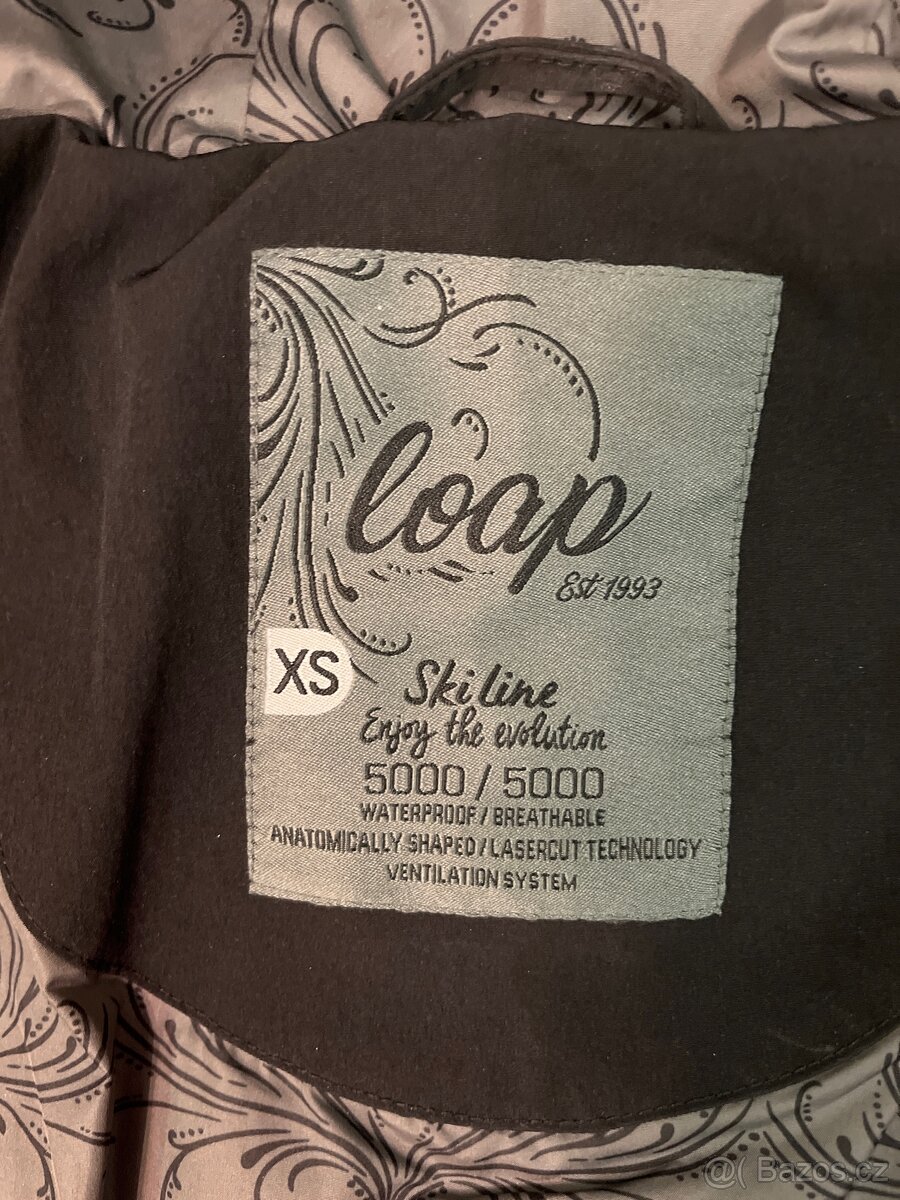 loap
Est 1993
XS
Ski line
Enjoy the evolution
5000 / 5000
WATERPROOF / BREATHABLE
ANATOMICALLY SHAPED / LASERCUT TECHNOLOGY
VENTILATION SYSTEM
@( Bazos.cz